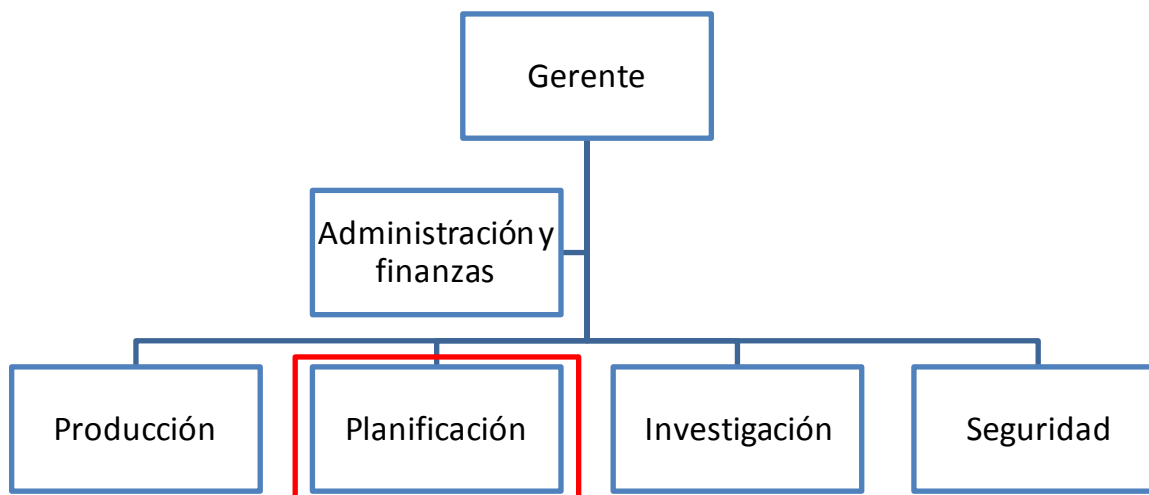 Gerente
Administración y
finanzas
Producción
Planificación
Investigación
Seguridad